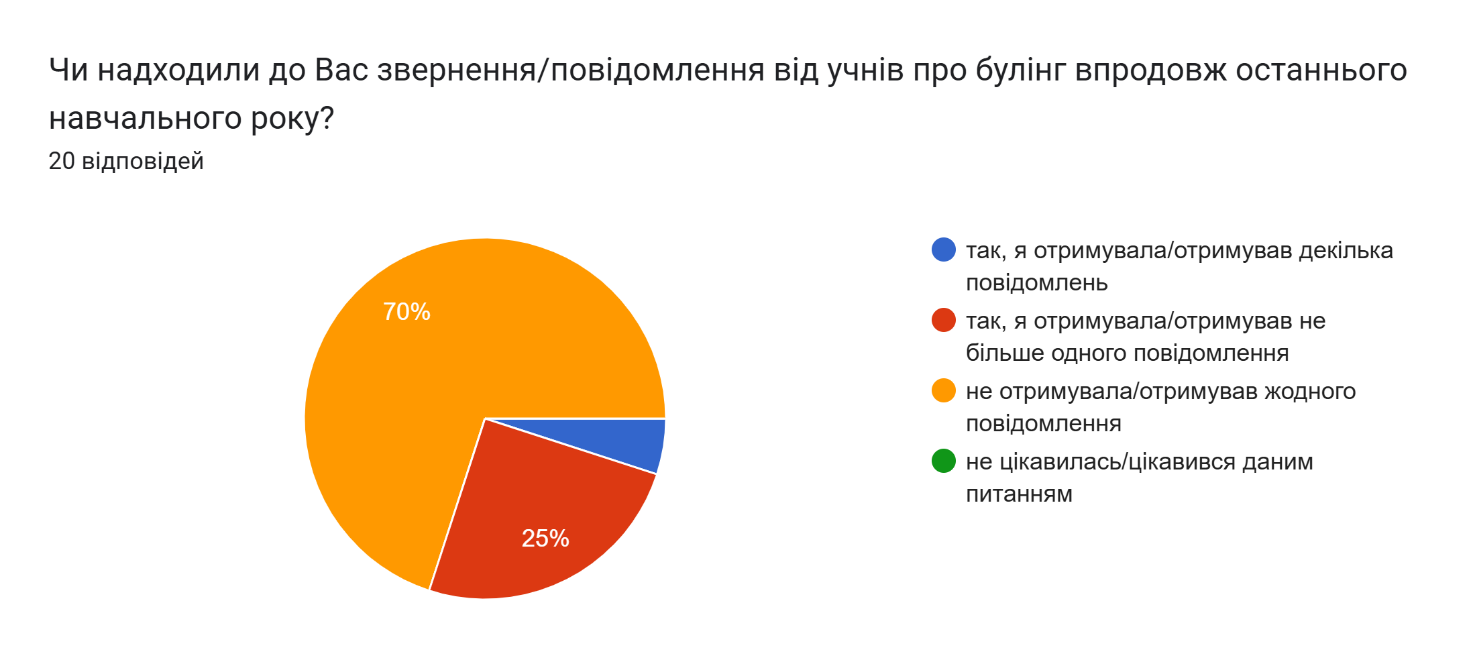 Чи надходили до Вас звернення/повідомлення від учнів про булінг впродовж останнього
навчального року?
20 відповідей
70%
25%
так, я отримувала/отримував декілька
повідомлень
так, я отримувала/отримував не
більше одного повідомлення
не отримувала/отримував жодного
повідомлення
не цікавилась/цікавився даним
питанням